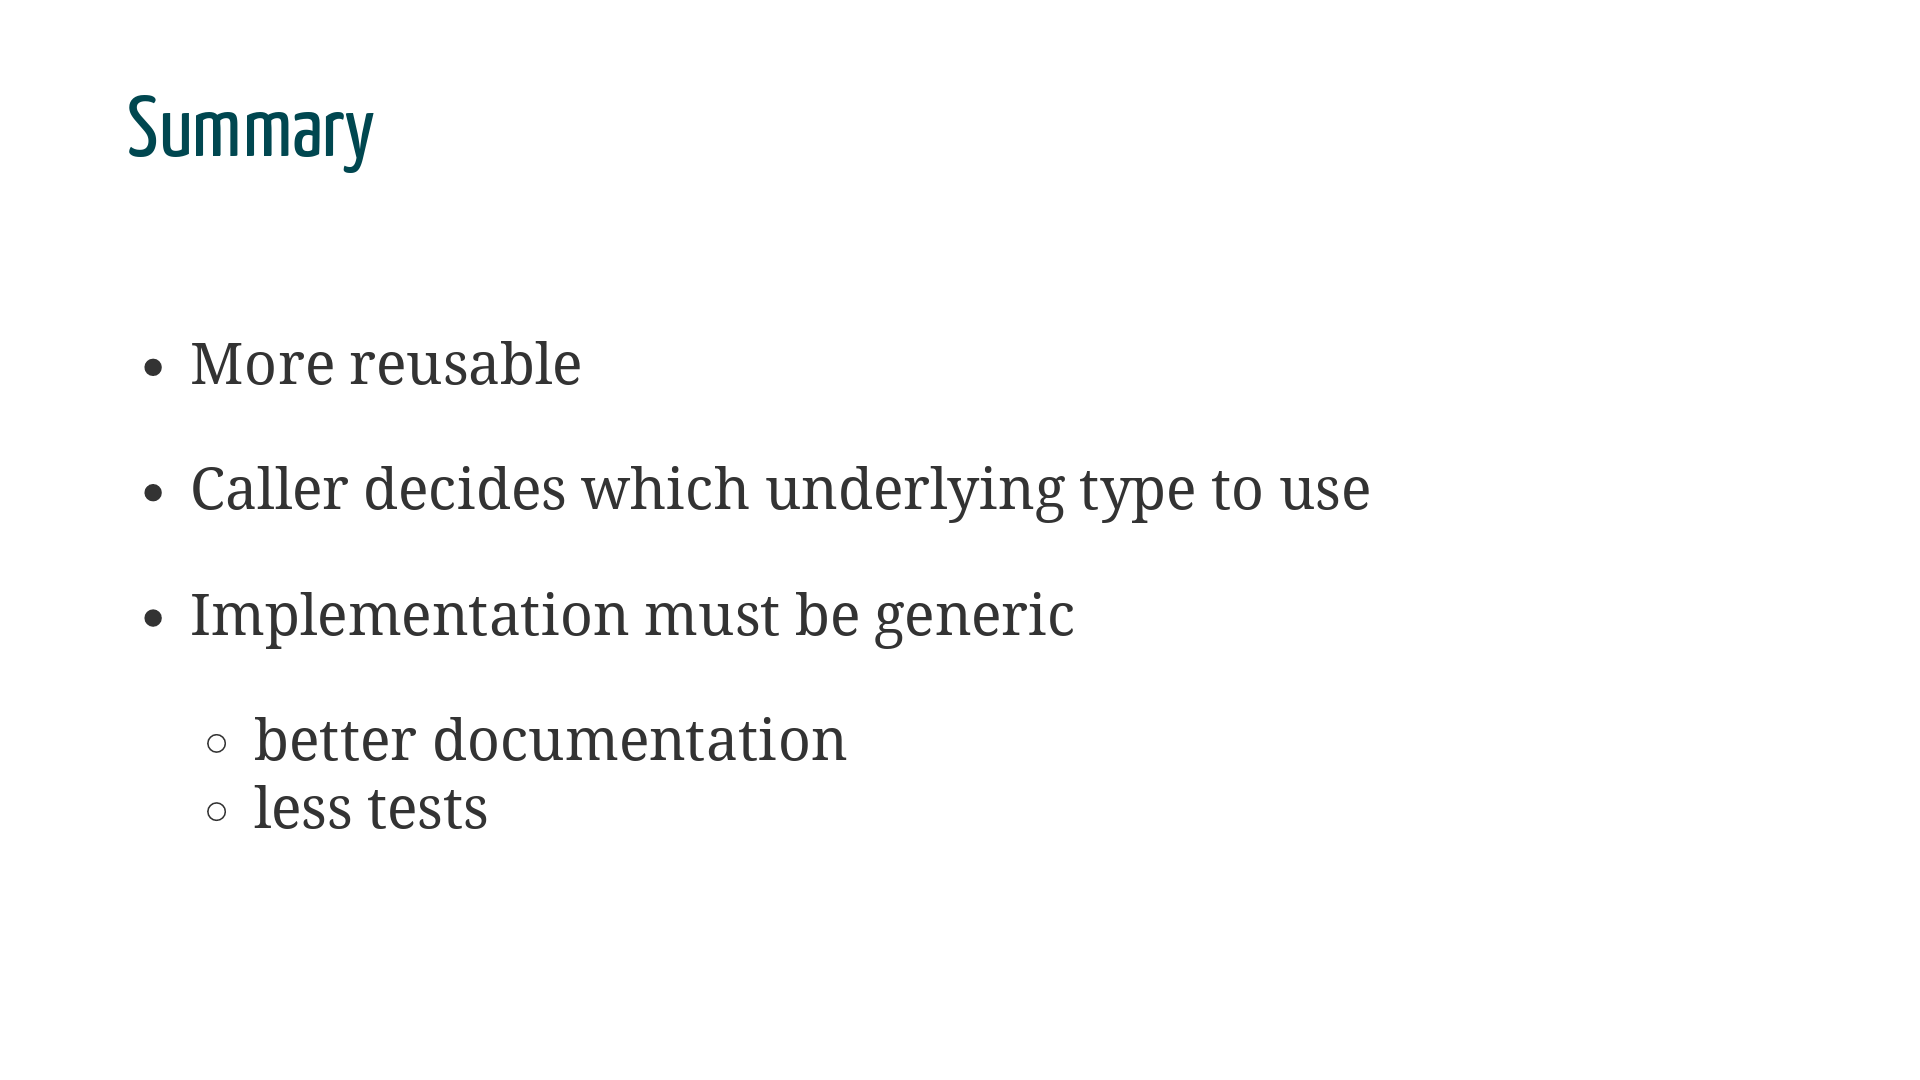 Summary
• More reusable
• Caller decides which underlying type to use
• Implementation must be generic
○ better documentation
○ less tests